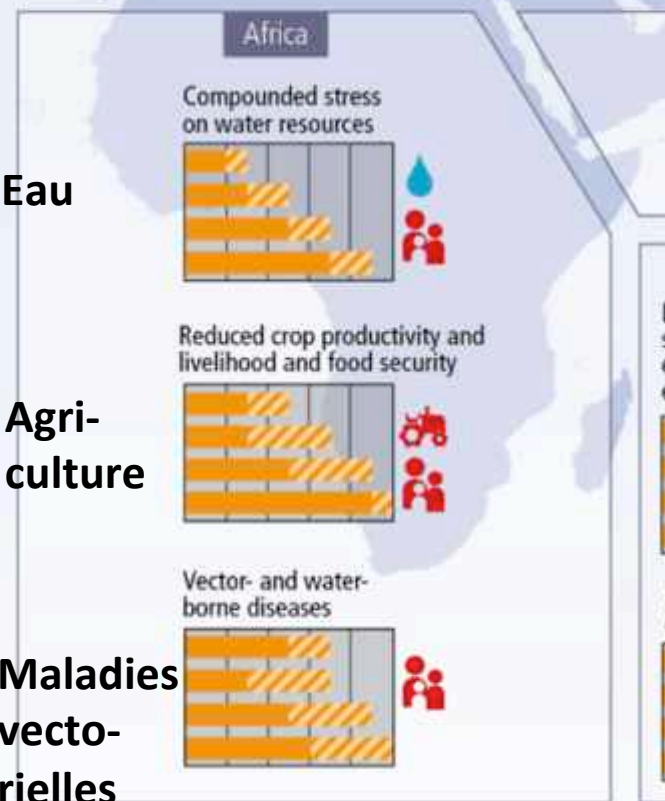 Africa
Compounded stress
on water resources
Eau
Reduced crop productivity and
livelihood and food security
Agri-
culture
Vector- and water-
borne diseases
Maladies
vecto-
rielles